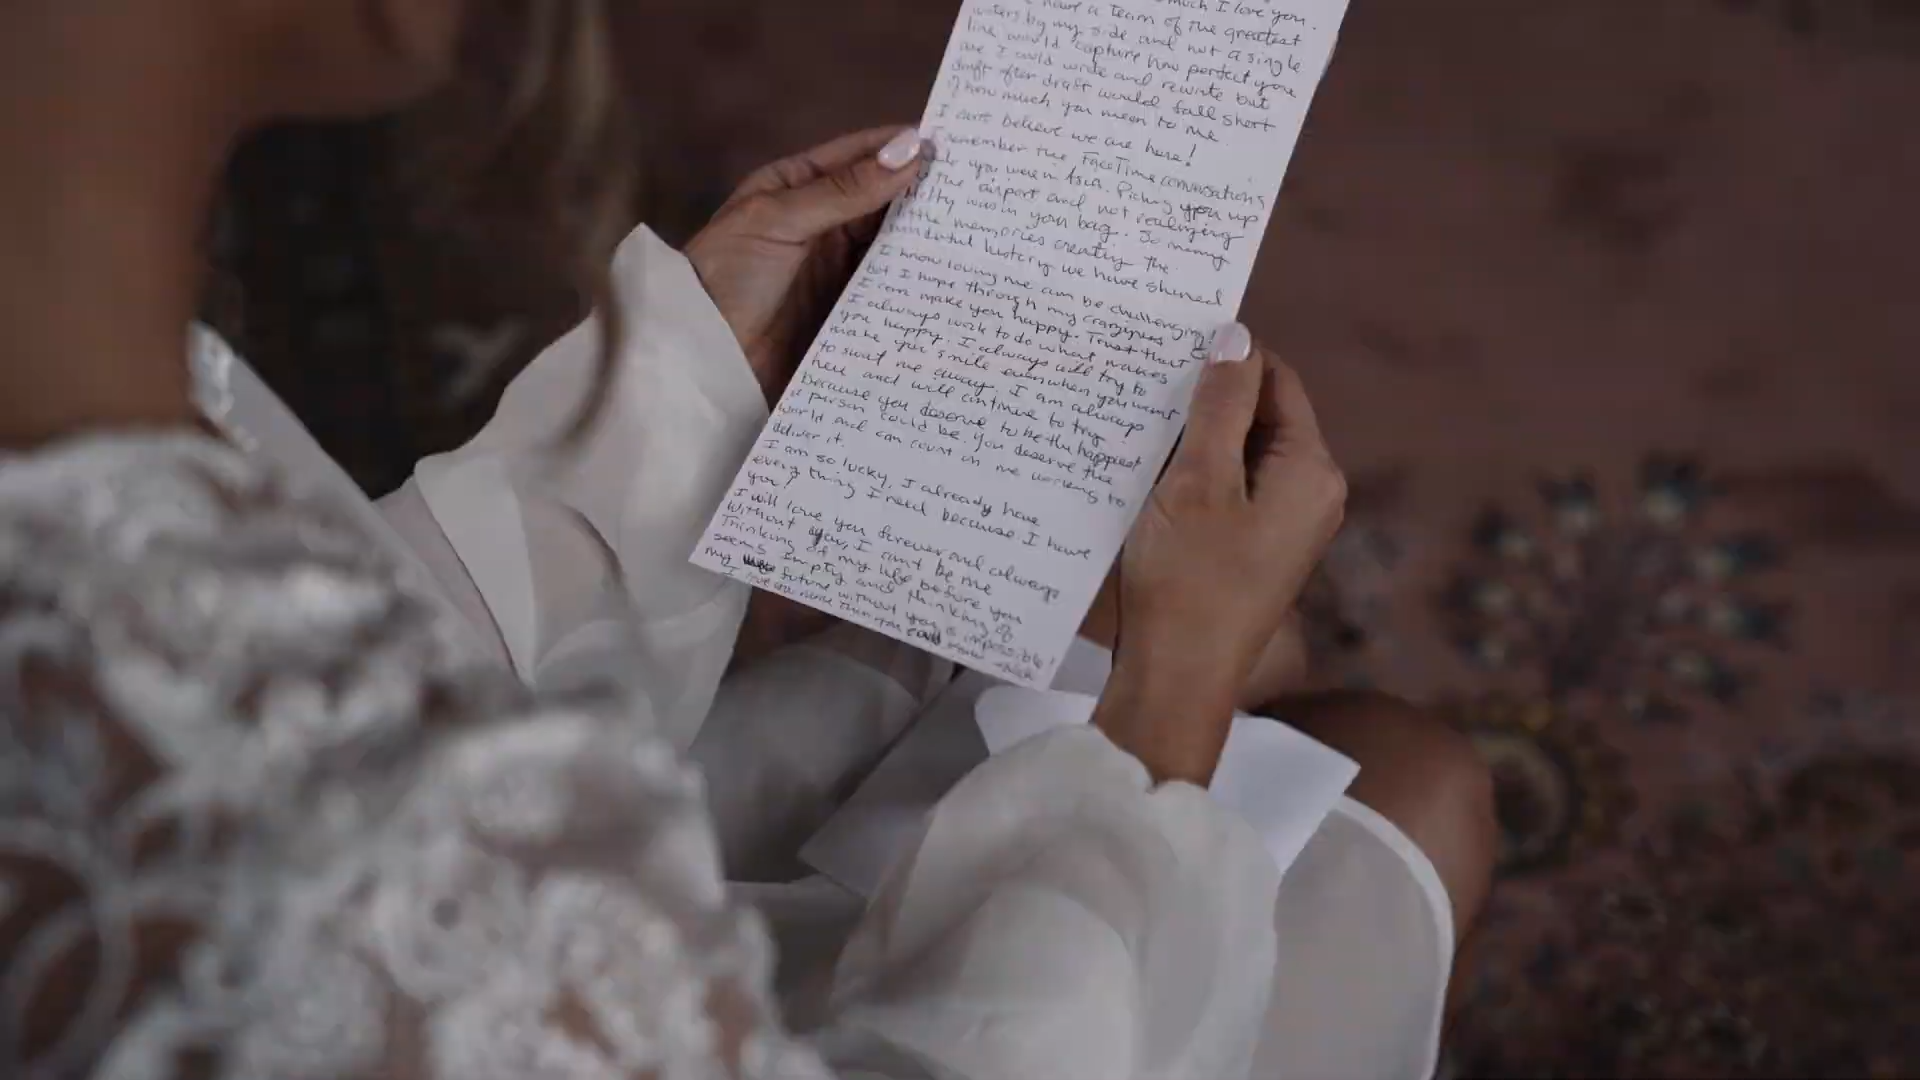 much I love you.
have a team of the greatest
writers by my side and not a single
line would capture how perfect you
are I could write and rewrite but
draft after draft would fall short
of how much you mean to me.
I can't believe we are here!
I remember the FaceTime conversations
you were in Asia. Picking you up
the airport and not realizing
was in your bag. So many
little memories creating the
history we have shared
I know loving me can be challenging!
but I hope through my craziness
I can make you happy. Trust that
I always work to do what makes
you happy. I always will try to
make you smile even when you want
to swat me away. I am always
here and will continue to try
because you deserve to be the happiest
a person could be. You deserve the
world and can count on me working to
deliver it.
I am so lucky, I already have
everything I need because I have
you!
I will love you forever and always
Without you, I can't be me
Thinking of my life before you
seems empty and thinking of
my future without you is impossible!
I love you more than you could